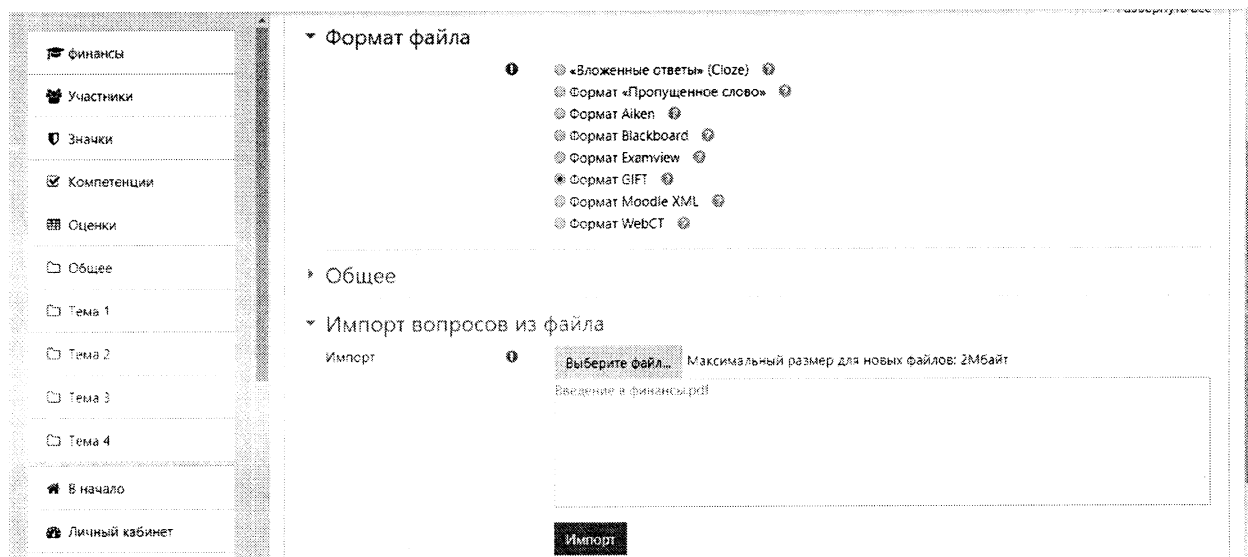 финансы
Участники
Значки
Компетенции
Оценки
Общее
Тема 1
Тема 2
Тема 3
Тема 4
В начало
Личный кабинет
Формат файла
«Вложенные ответы» (Cloze)
Формат «Пропущенное слово»
Формат Aiken
Формат Blackboard
Формат Examview
Формат GIFT
Формат Moodle XML
Формат WebCT
Общее
Импорт вопросов из файла
Импорт
Выберите файл... Максимальный размер для новых файлов: 2Мбайт
Введение в финансы.pdf
Импорт